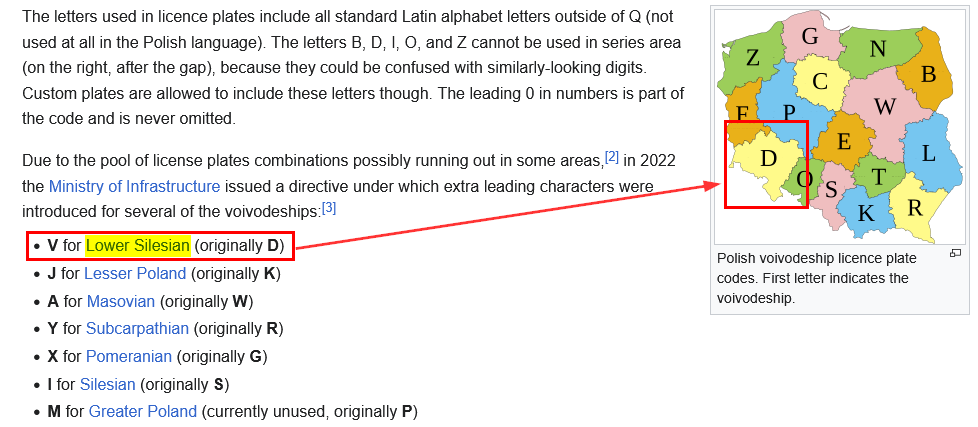 The letters used in licence plates include all standard Latin alphabet letters outside of Q (not
used at all in the Polish language). The letters B, D, I, O, and Z cannot be used in series area
(on the right, after the gap), because they could be confused with similarly-looking digits.
Custom plates are allowed to include these letters though. The leading 0 in numbers is part of
the code and is never omitted.
Due to the pool of license plates combinations possibly running out in some areas,[2] in 2022
the Ministry of Infrastructure issued a directive under which extra leading characters were
introduced for several of the voivodeships:[3]
• V for Lower Silesian (originally D)
• J for Lesser Poland (originally K)
• A for Masovian (originally W)
• Y for Subcarpathian (originally R)
• X for Pomeranian (originally G)
• I for Silesian (originally S)
• M for Greater Poland (currently unused, originally P)
G
Z
N
B
C
F
P
W
E
D
L
O
S
T
K
R
Polish voivodeship licence plate
codes. First letter indicates the
voivodeship.